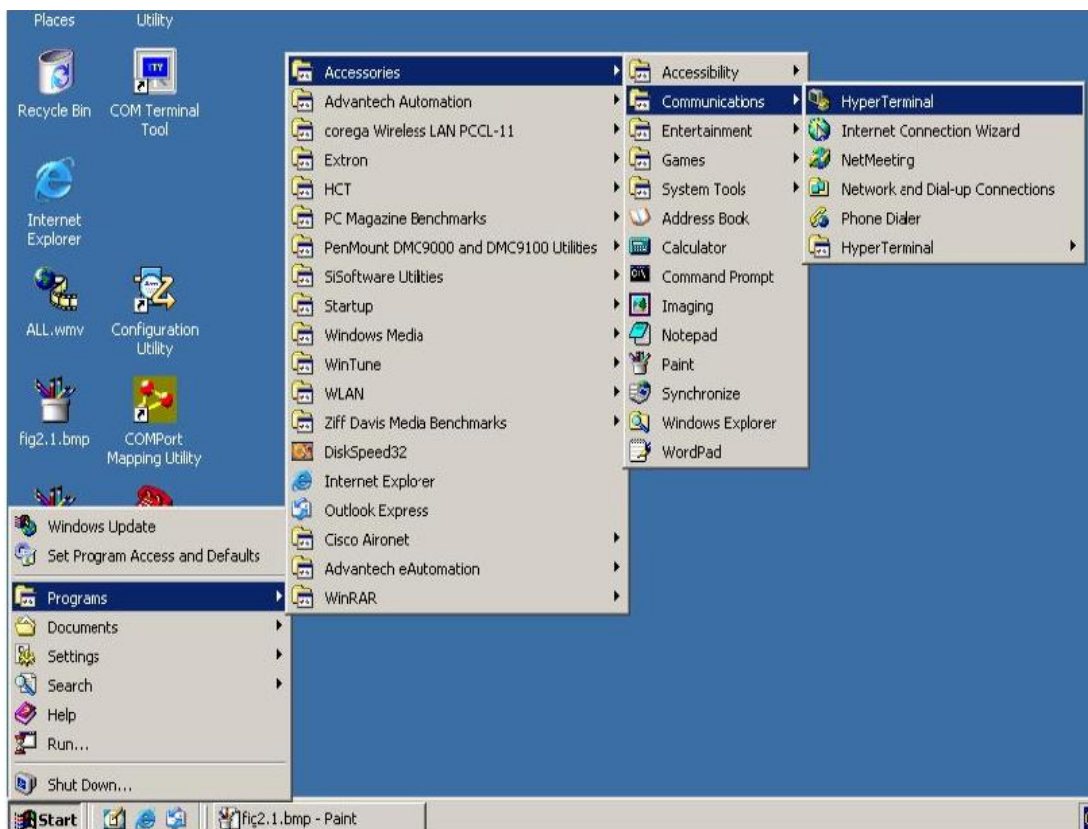 Places
Utility
Recycle Bin
COM Terminal
Tool
Internet
Explorer
ALL.wmv
Configuration
Utility
fig2.1.bmp
COMPort
Mapping Utility
Windows Update
Set Program Access and Defaults
Programs
Documents
Settings
Search
Help
Run...
Shut Down...
Accessories
Advantech Automation
corega Wireless LAN PCCL-11
Extron
HCT
PC Magazine Benchmarks
PenMount DMC9000 and DMC9100 Utilities
SiSoftware Utilities
Startup
Windows Media
WinTune
WLAN
Ziff Davis Media Benchmarks
DiskSpeed32
Internet Explorer
Outlook Express
Cisco Aironet
Advantech eAutomation
WinRAR
Accessibility
Communications
Entertainment
Games
System Tools
Address Book
Calculator
Command Prompt
Imaging
Notepad
Paint
Synchronize
Windows Explorer
WordPad
HyperTerminal
Internet Connection Wizard
NetMeeting
Network and Dial-up Connections
Phone Dialer
HyperTerminal
Start
fig2.1.bmp - Paint